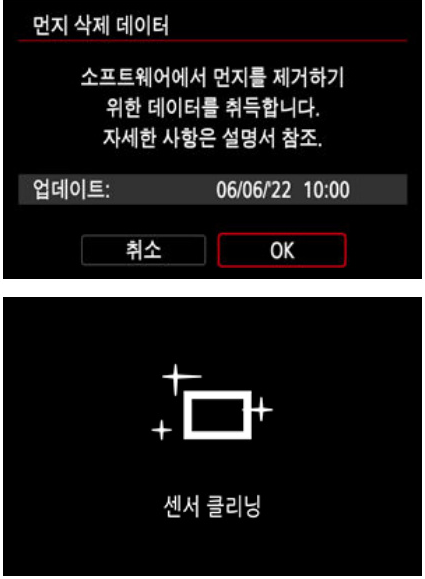 먼지 삭제 데이터
소프트웨어에서 먼지를 제거하기
위한 데이터를 취득합니다.
자세한 사항은 설명서 참조.
업데이트: 06/06/'22 10:00
취소 OK
센서 클리닝